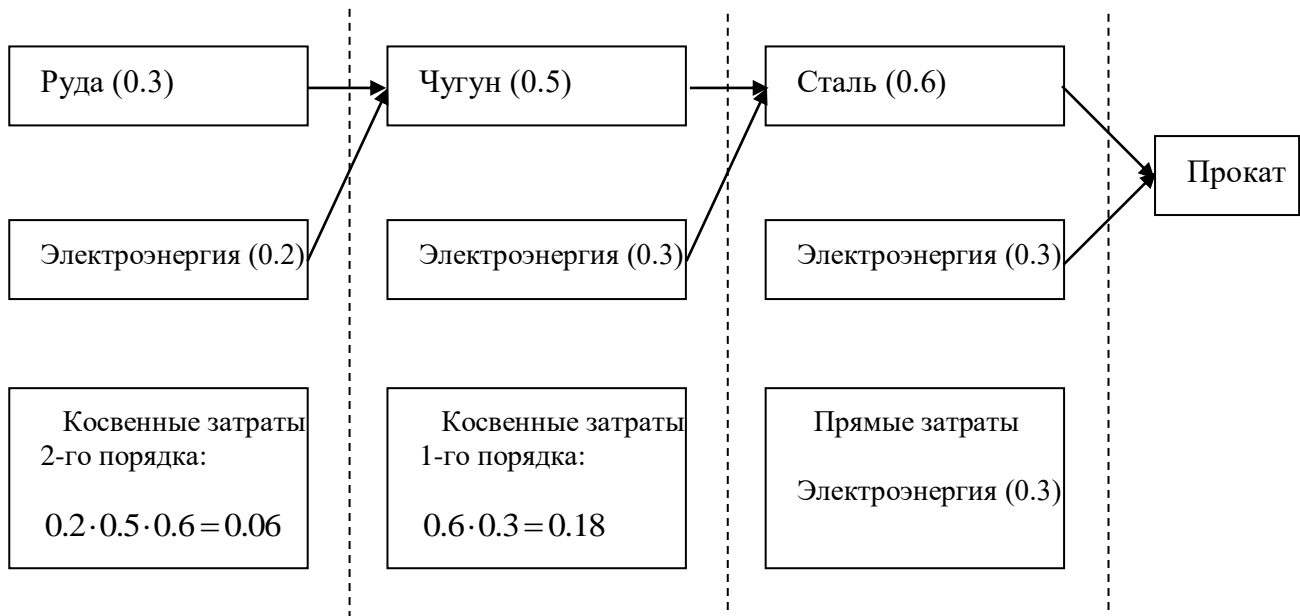 Руда (0.3)
Чугун (0.5)
Сталь (0.6)
Прокат
Электроэнергия (0.2)
Электроэнергия (0.3)
Электроэнергия (0.3)
Косвенные затраты
2-го порядка:
0.2·0.5·0.6=0.06
Косвенные затраты
1-го порядка:
0.6·0.3=0.18
Прямые затраты
Электроэнергия (0.3)